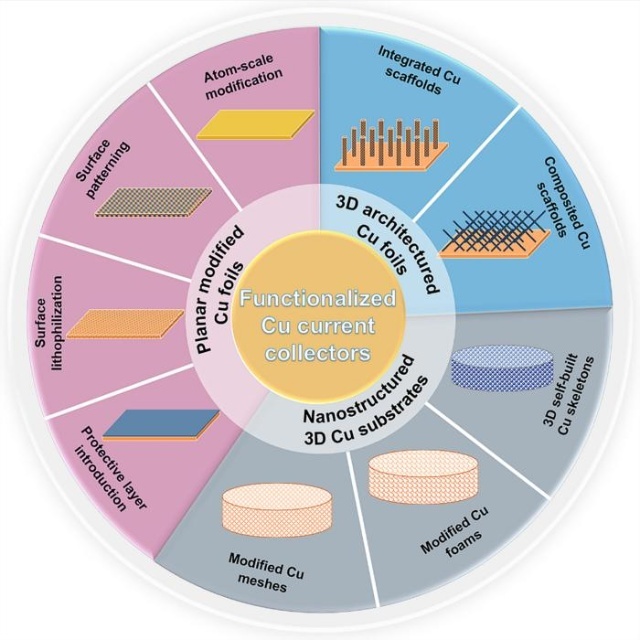 Functionalized
Cu current
collectors
3D architectured
Cu foils
Integrated Cu
scaffolds
Composited Cu
scaffolds
Nanostructured
3D Cu substrates
3D self-built
Cu skeletons
Modified Cu
foams
Modified Cu
meshes
Planar modified
Cu foils
Protective layer
introduction
Surface
lithophilization
Surface
patterning
Atom-scale
modification